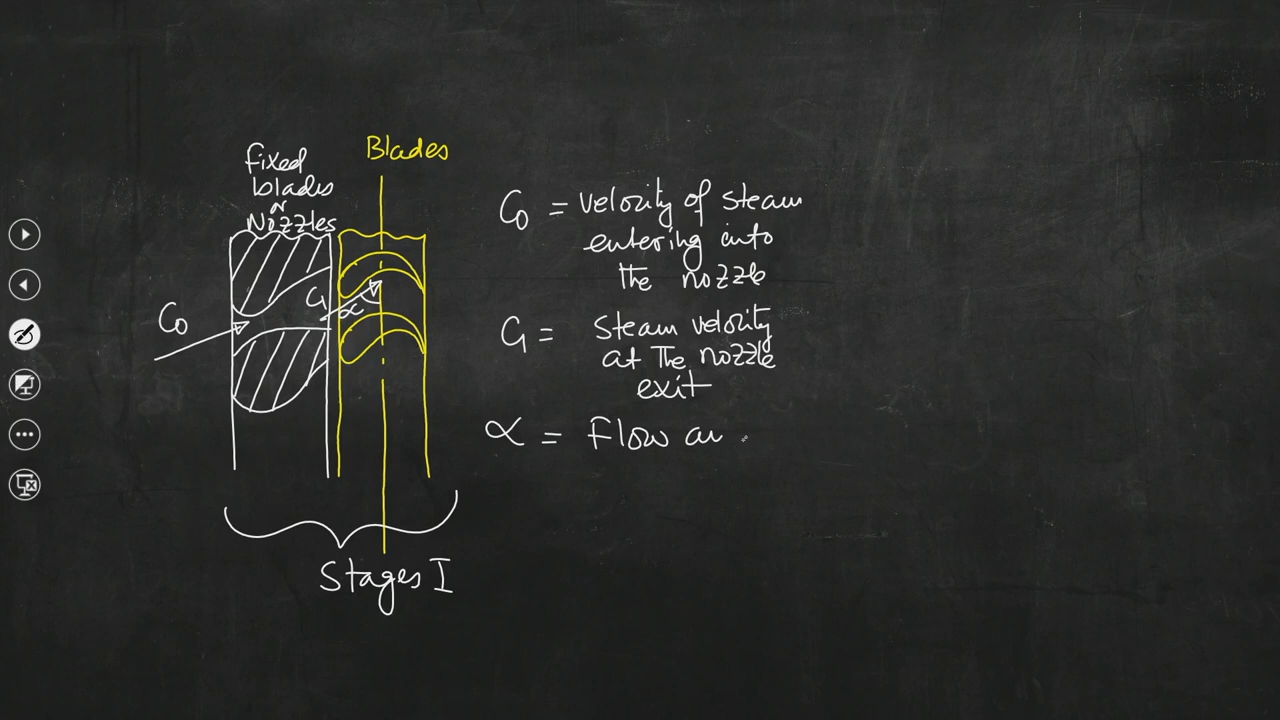 fixed
blades
or
Nozzles
Blades
C0
C1
α
Stages I
C0 = velocity of steam
entering into
the nozzle
C1 = Steam velocity
at The nozzle
exit
α = Flow an